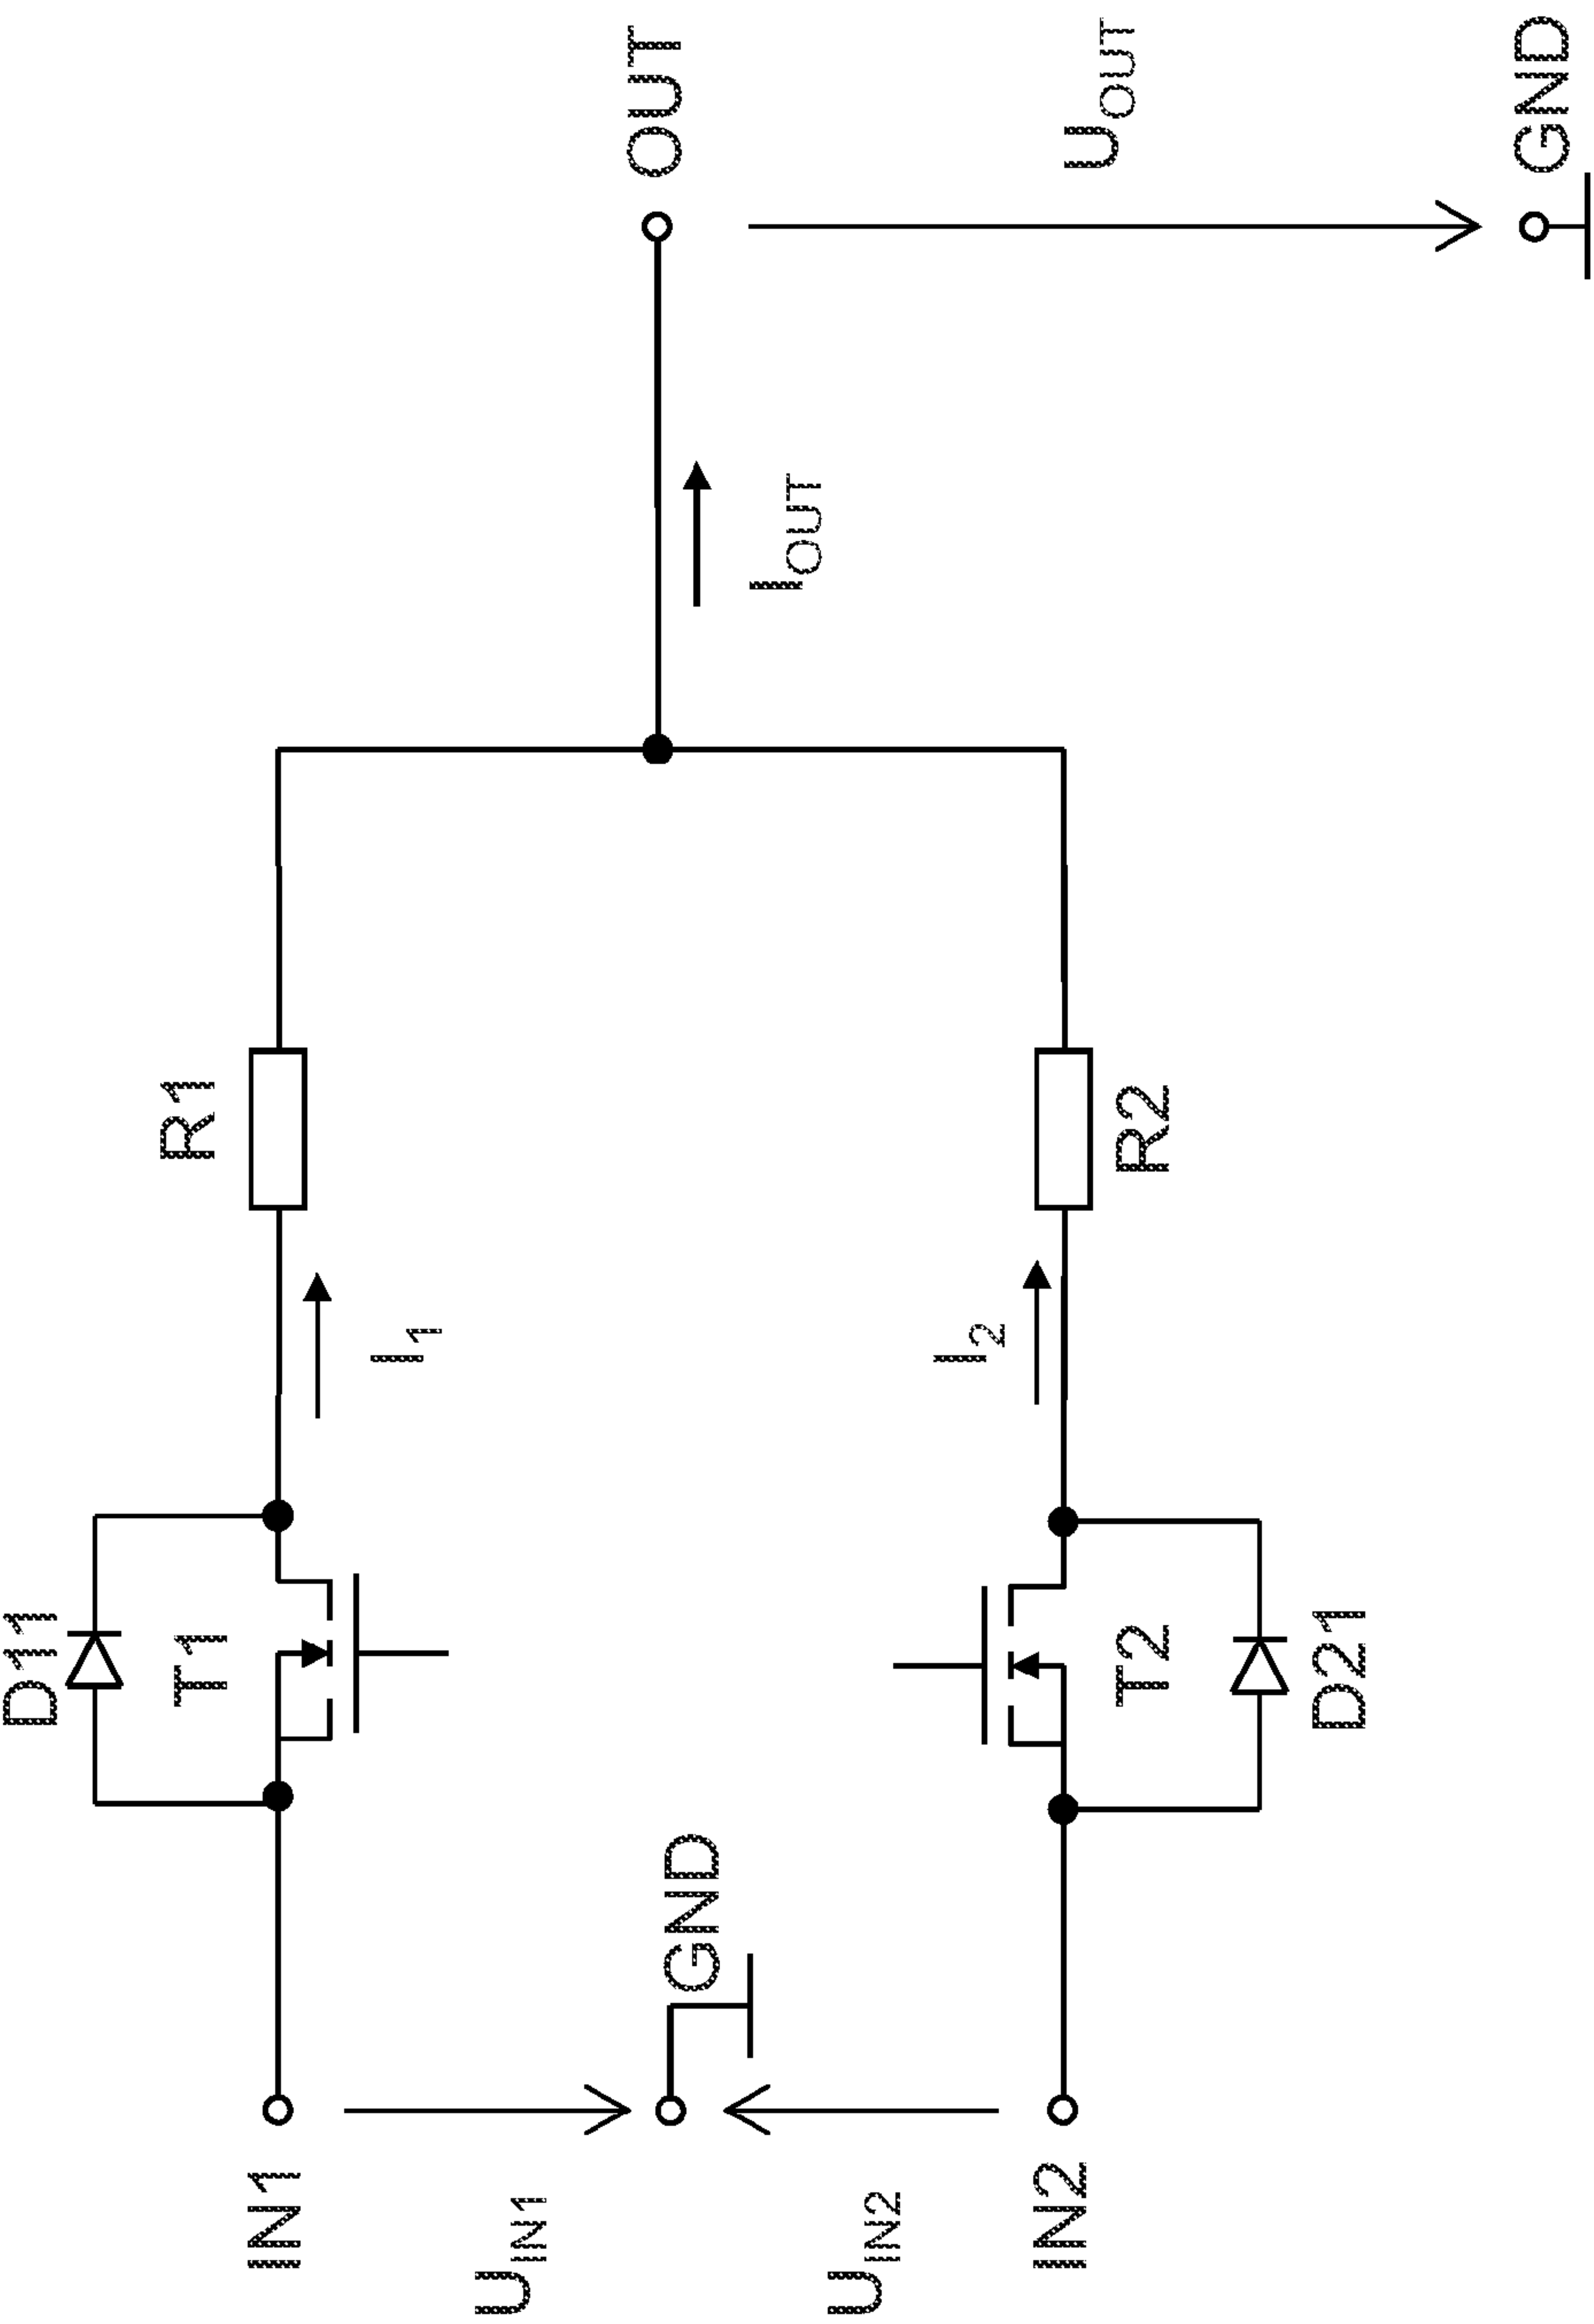 D11
T1
R1
I1
IN1
UIN1
GND
IOUT
OUT
UOUT
GND
UIN2
I2
IN2
T2
R2
D21